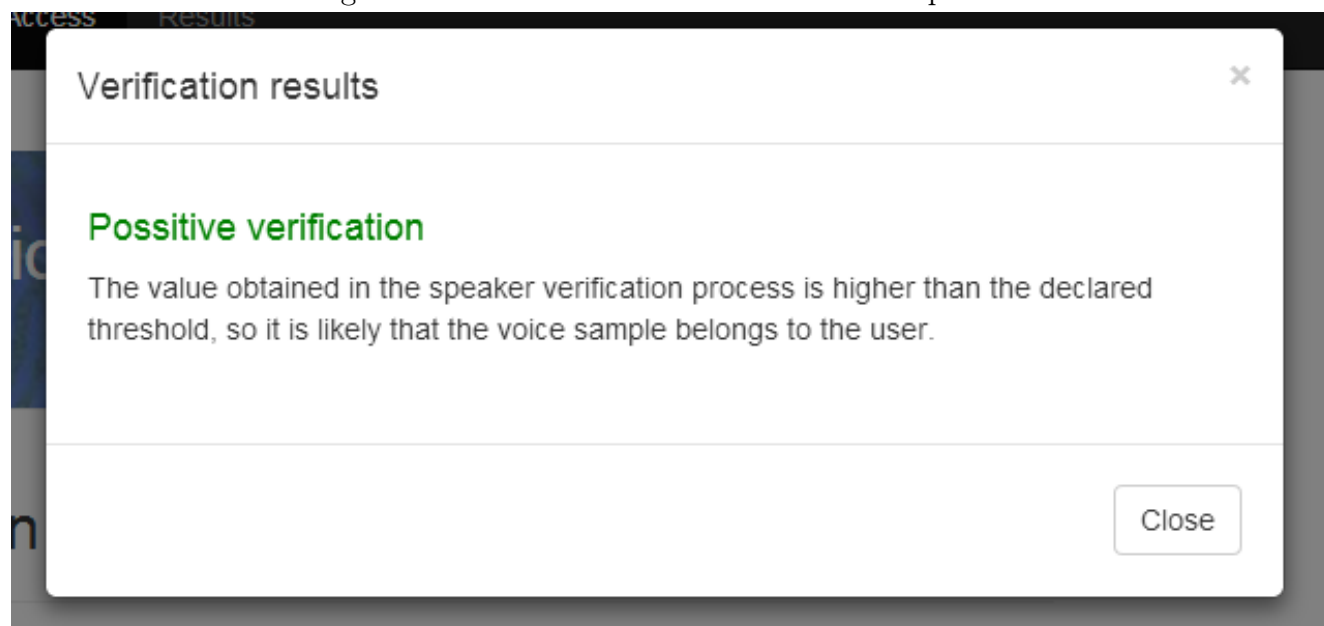 Access Results
Verification results ×
Possitive verification
The value obtained in the speaker verification process is higher than the declared
threshold, so it is likely that the voice sample belongs to the user.
Close